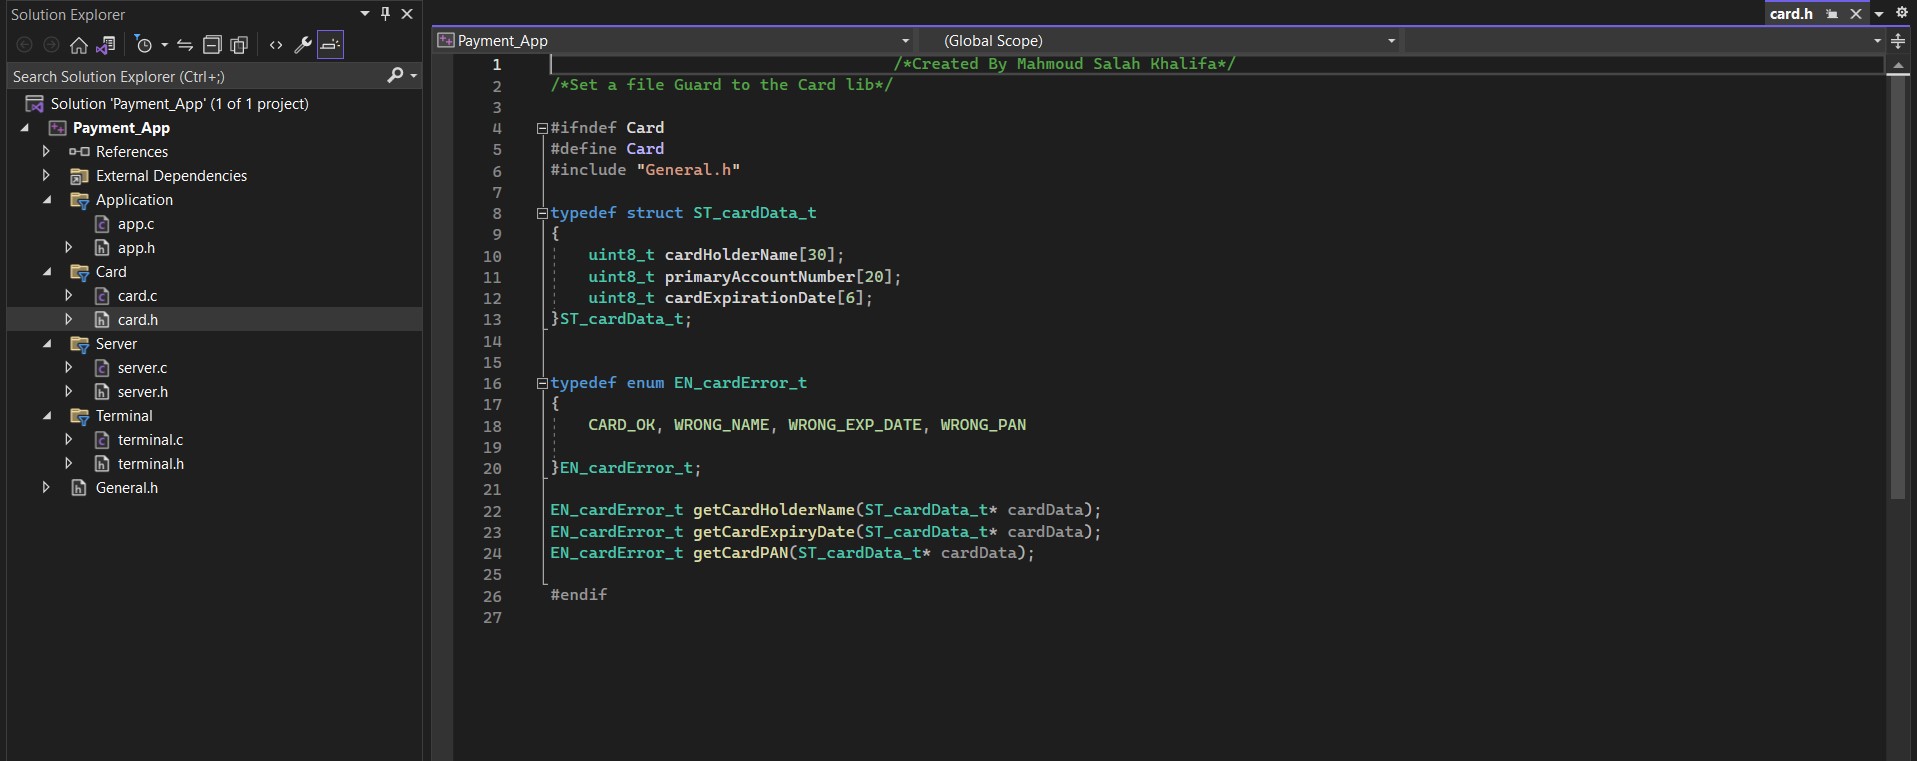 Solution Explorer
Search Solution Explorer (Ctrl+;)
Solution 'Payment_App' (1 of 1 project)
Payment_App
References
External Dependencies
Application
app.c
app.h
Card
card.c
card.h
Server
server.c
server.h
Terminal
terminal.c
terminal.h
General.h
card.h
Payment_App (Global Scope)
1 /*Created By Mahmoud Salah Khalifa*/
2 /*Set a file Guard to the Card lib*/
3
4 #ifndef Card
5 #define Card
6 #include "General.h"
7
8 typedef struct ST_cardData_t
9 {
10 uint8_t cardHolderName[30];
11 uint8_t primaryAccountNumber[20];
12 uint8_t cardExpirationDate[6];
13 }ST_cardData_t;
14
15
16 typedef enum EN_cardError_t
17 {
18 CARD_OK, WRONG_NAME, WRONG_EXP_DATE, WRONG_PAN
19
20 }EN_cardError_t;
21
22 EN_cardError_t getCardHolderName(ST_cardData_t* cardData);
23 EN_cardError_t getCardExpiryDate(ST_cardData_t* cardData);
24 EN_cardError_t getCardPAN(ST_cardData_t* cardData);
25
26 #endif
27